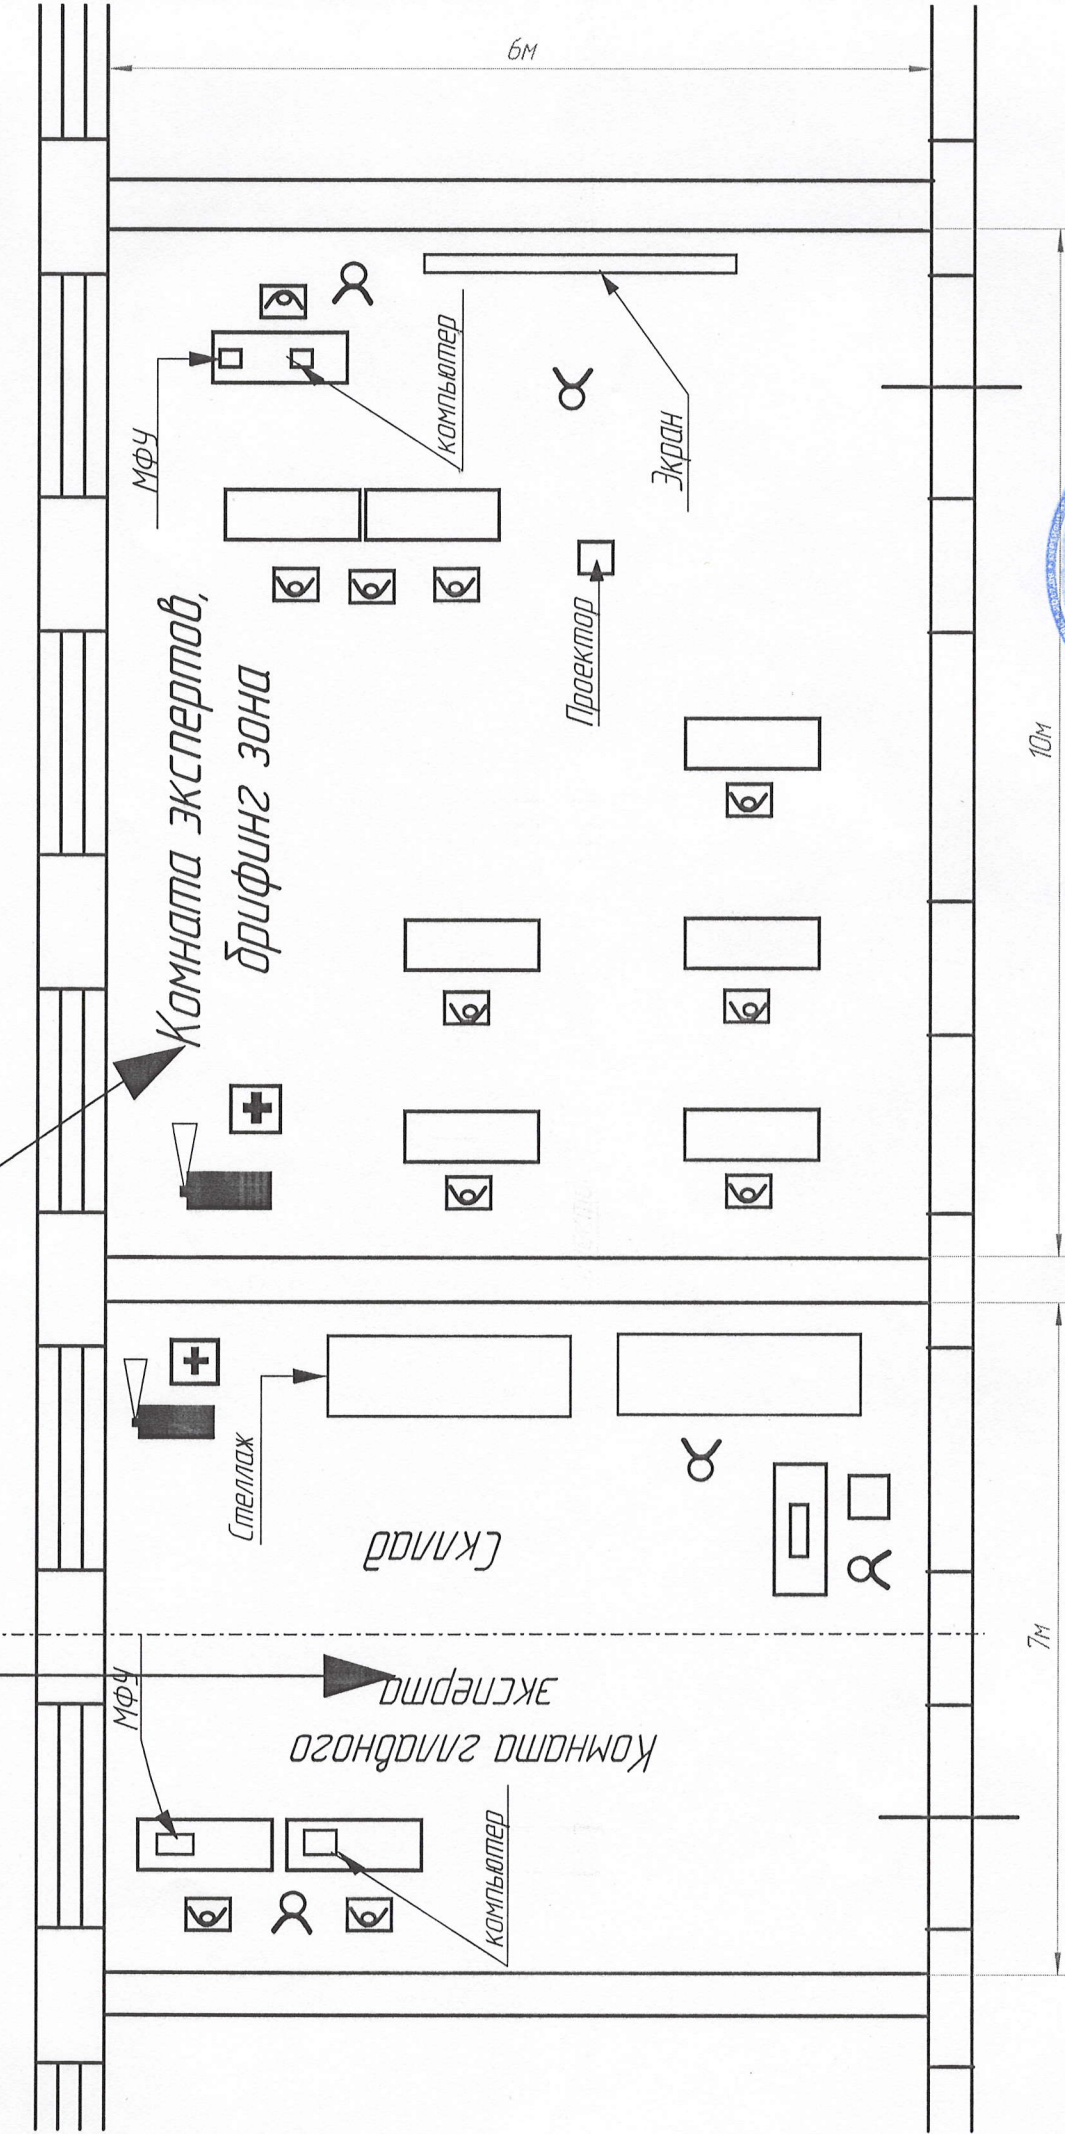 6м
МФУ
компьютер
Экран
Комната экспертов,
брифинг зона
Проектор
10м
Стеллаж
Склад
7м
МФУ
Комната главного
эксперта
компьютер